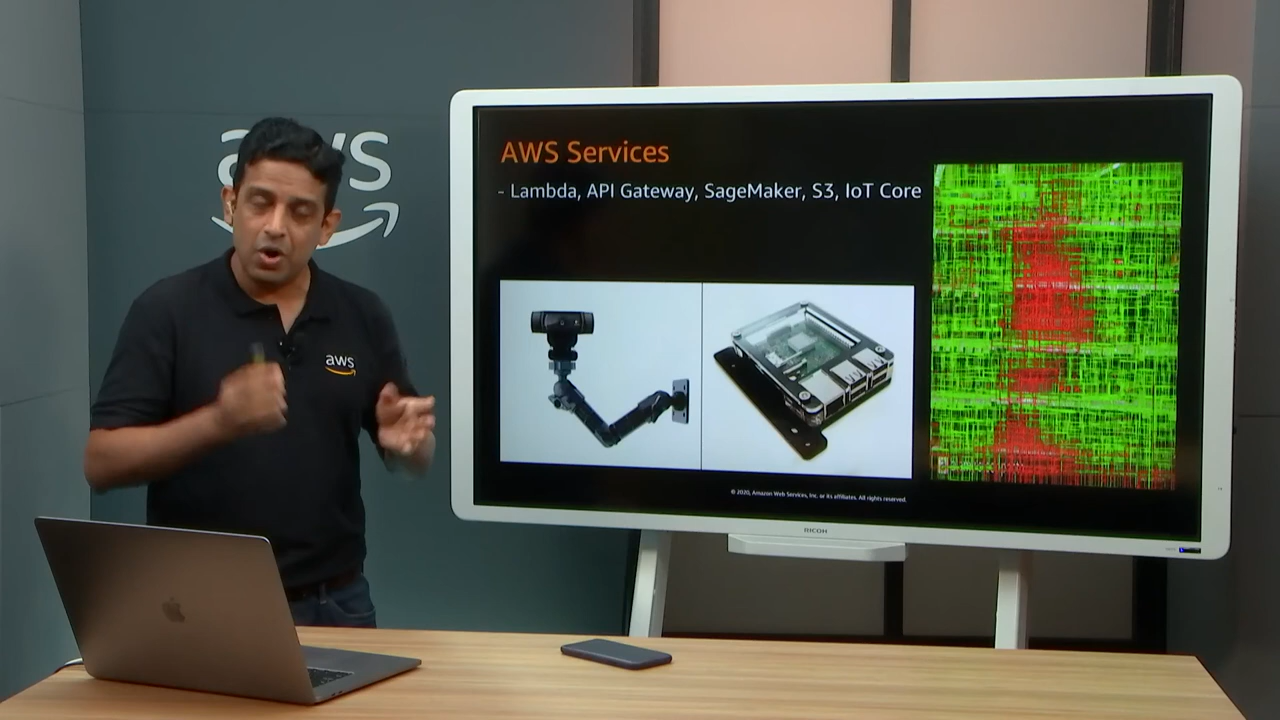 aws
aws
AWS Services
- Lambda, API Gateway, SageMaker, S3, IoT Core
© 2020, Amazon Web Services, Inc. or its affiliates. All rights reserved.
RICOH